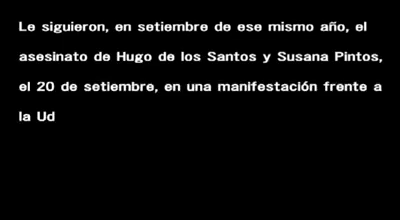 Le siguieron, en setiembre de ese mismo año, el
asesinato de Hugo de los Santos y Susana Pintos,
el 20 de setiembre, en una manifestación frente a
la Ud